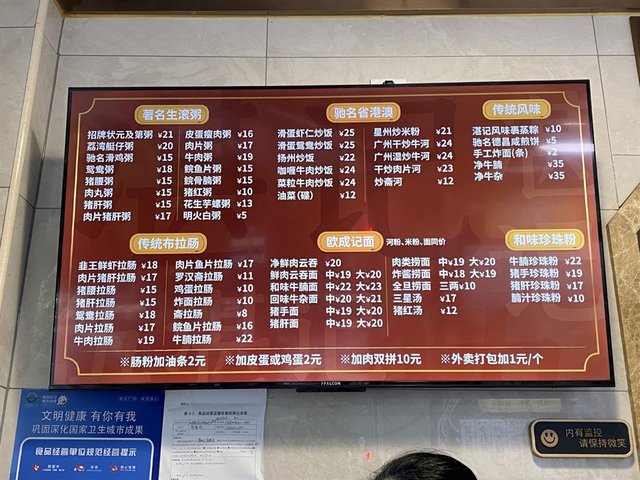 著名生滚粥
招牌状元及第粥 ¥21
荔湾艇仔粥 ¥20
驰名滑鸡粥 ¥15
鸳鸯粥 ¥18
猪腰粥 ¥15
肉丸粥 ¥15
猪肝粥 ¥15
肉片猪肝粥 ¥17
皮蛋瘦肉粥 ¥16
肉片粥 ¥17
牛肉粥 ¥19
鲩鱼片粥 ¥15
鲩骨腩粥 ¥15
猪红粥 ¥10
花生芋螺粥 ¥13
明火白粥 ¥5
驰名省港澳
滑蛋虾仁炒饭 ¥25
滑蛋鸳鸯炒饭 ¥25
扬州炒饭 ¥22
咖喱牛肉炒饭 ¥24
菜粒牛肉炒饭 ¥24
油菜(碟) ¥12
星州炒米粉 ¥21
广州干炒牛河 ¥24
广州湿炒牛河 ¥24
干炒肉片河 ¥23
炒斋河 ¥12
传统风味
湛记风味裹蒸粽 ¥10
驰名德昌咸煎饼 ¥5
手工炸面(条) ¥2
净牛腩 ¥35
净牛杂 ¥35
传统布拉肠
韭王鲜虾拉肠 ¥18
肉片猪肝拉肠 ¥17
猪腰拉肠 ¥15
猪肝拉肠 ¥15
鸳鸯拉肠 ¥18
肉片拉肠 ¥17
牛肉拉肠 ¥19
肉片鱼片拉肠 ¥17
罗汉斋拉肠 ¥11
鸡蛋拉肠 ¥10
炸面拉肠 ¥10
斋拉肠 ¥8
鲩鱼片拉肠 ¥16
牛腩拉肠 ¥22
欧成记面 河粉、米粉、面同价
净鲜肉云吞 ¥20
鲜肉云吞面 中¥19 大¥20
和味牛腩面 中¥22 大¥23
回味牛杂面 中¥20 大¥21
猪手面 中¥19 大¥20
猪肝面 中¥19 大¥20
肉类捞面 中¥19 大¥20
炸酱捞面 中¥18 大¥19
全旦捞面 三两¥10
三星汤 ¥17
猪红汤 ¥12
和味珍珠粉
牛腩珍珠粉 ¥22
猪手珍珠粉 ¥19
猪肝珍珠粉 ¥17
腩汁珍珠粉 ¥10
※肠粉加油条2元 ※加皮蛋或鸡蛋2元 ※加肉双拼10元 ※外卖打包加1元/个
FFALCON
文明健康 有你有我
巩固深化国家卫生城市成果
食品经营单位规范经营提示
内有监控
请保持微笑